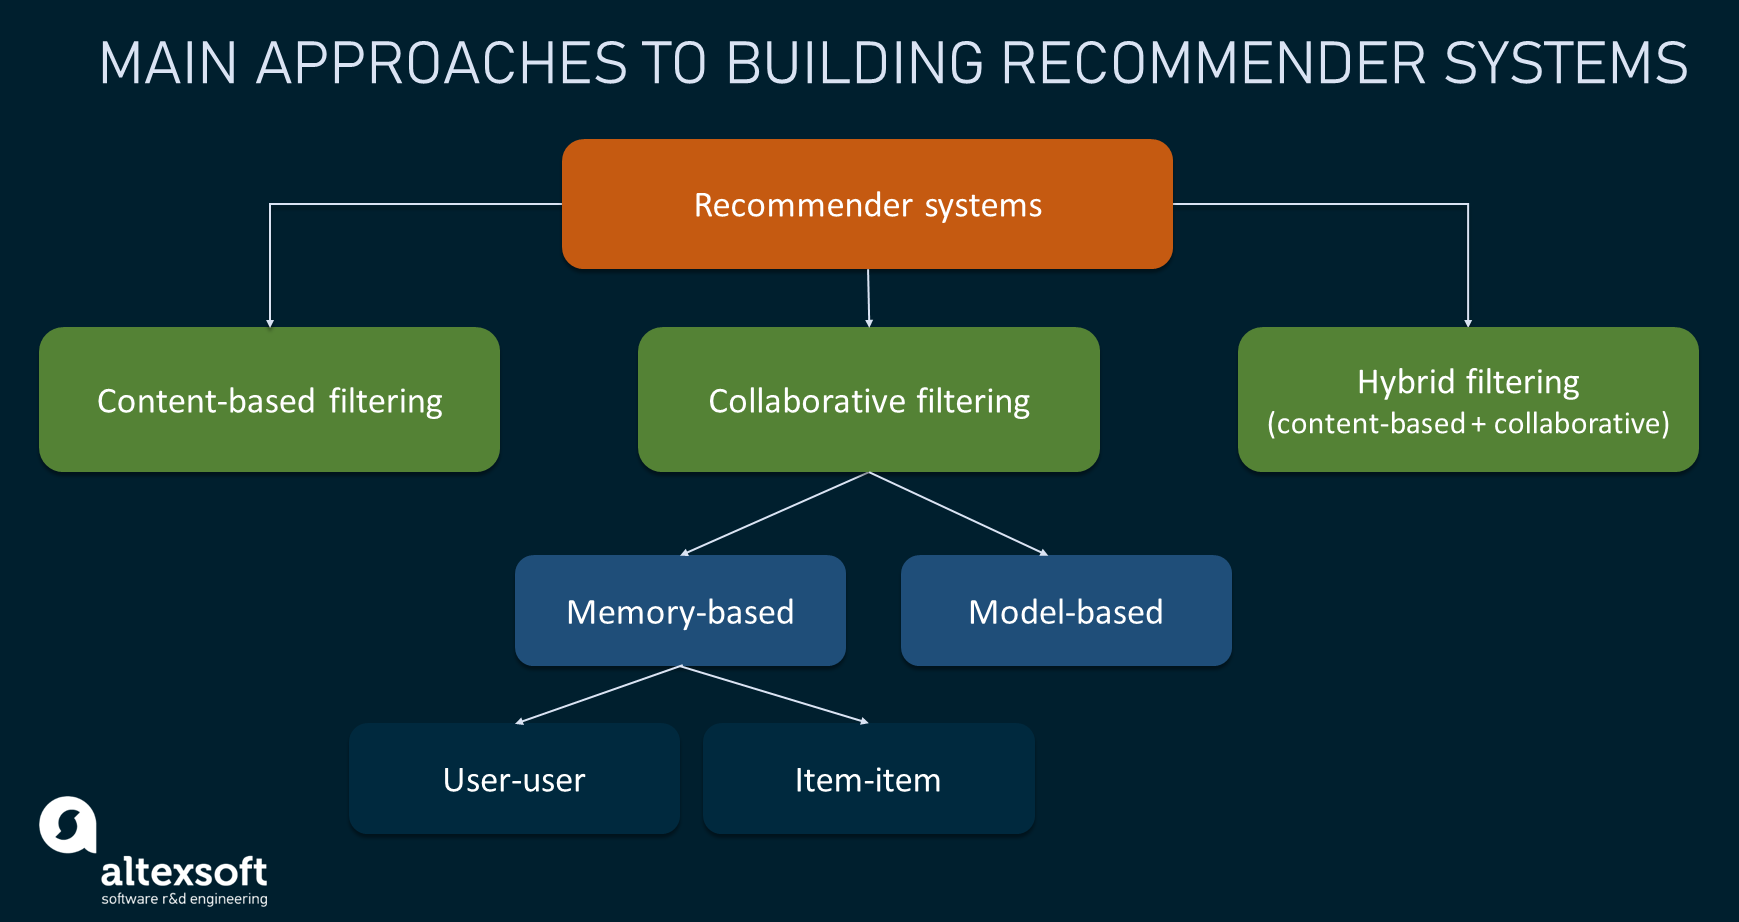 MAIN APPROACHES TO BUILDING RECOMMENDER SYSTEMS
Recommender systems
Content-based filtering
Collaborative filtering
Hybrid filtering
(content-based + collaborative)
Memory-based
Model-based
User-user
Item-item
altexsoft
software r&d engineering